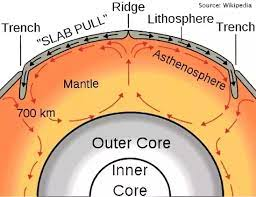 Source: Wikipedia
Ridge
Lithosphere
Trench
Trench
"SLAB PULL"
Asthenosphere
Mantle
700 km
Outer Core
Inner
Core